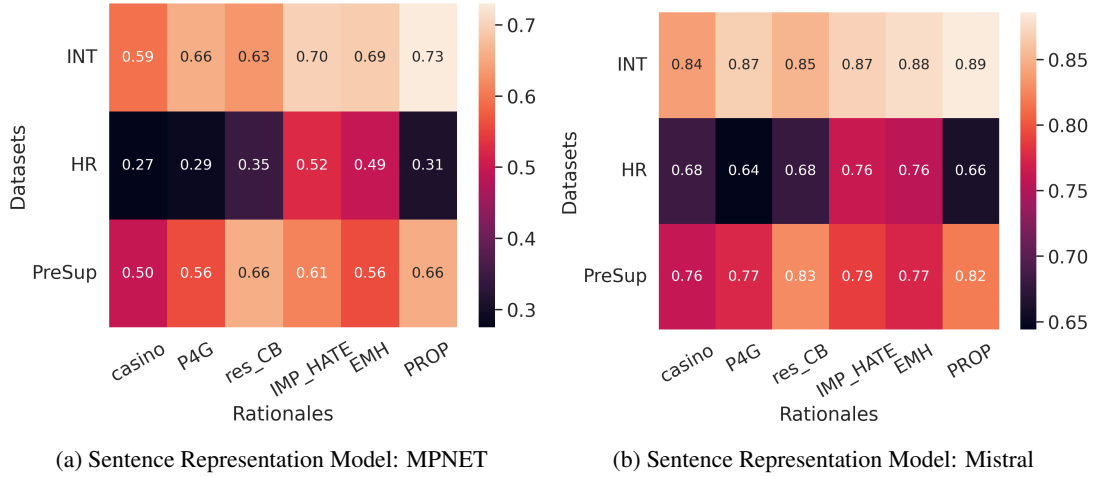 INT 0.59 0.66 0.63 0.70 0.69 0.73
HR 0.27 0.29 0.35 0.52 0.49 0.31
PreSup 0.50 0.56 0.66 0.61 0.56 0.66
casino P4G res_CB IMP_HATE EMH PROP
Rationales
Datasets
0.7
0.6
0.5
0.4
0.3
(a) Sentence Representation Model: MPNET
INT 0.84 0.87 0.85 0.87 0.88 0.89
HR 0.68 0.64 0.68 0.76 0.76 0.66
PreSup 0.76 0.77 0.83 0.79 0.77 0.82
casino P4G res_CB IMP_HATE EMH PROP
Rationales
Datasets
0.85
0.80
0.75
0.70
0.65
(b) Sentence Representation Model: Mistral